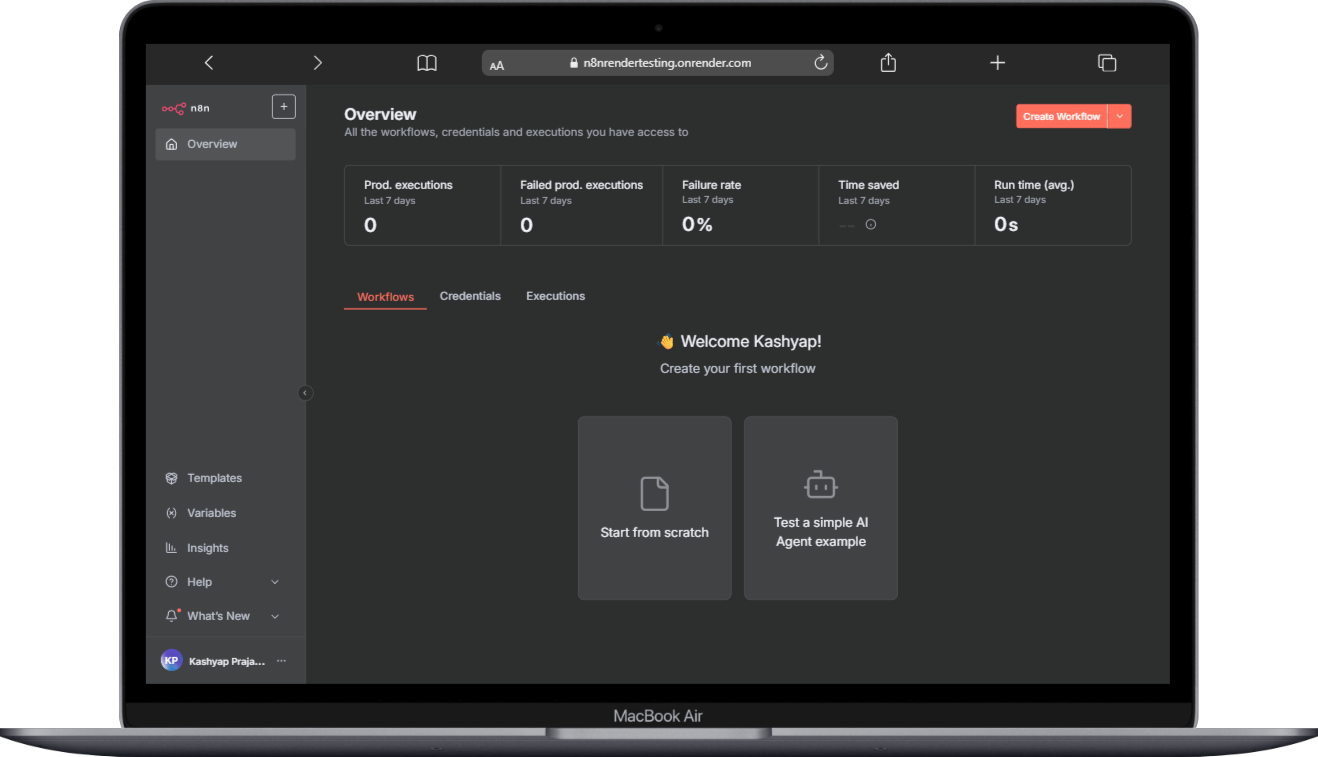 AA
n8nrendertesting.onrender.com
n8n
+
Overview
Overview
All the workflows, credentials and executions you have access to
Create Workflow
Prod. executions
Last 7 days
0
Failed prod. executions
Last 7 days
0
Failure rate
Last 7 days
0%
Time saved
Last 7 days
--
Run time (avg.)
Last 7 days
0s
Workflows
Credentials
Executions
👋 Welcome Kashyap!
Create your first workflow
Start from scratch
Test a simple AI
Agent example
Templates
Variables
Insights
Help
What's New
KP
Kashyap Praja...
MacBook Air